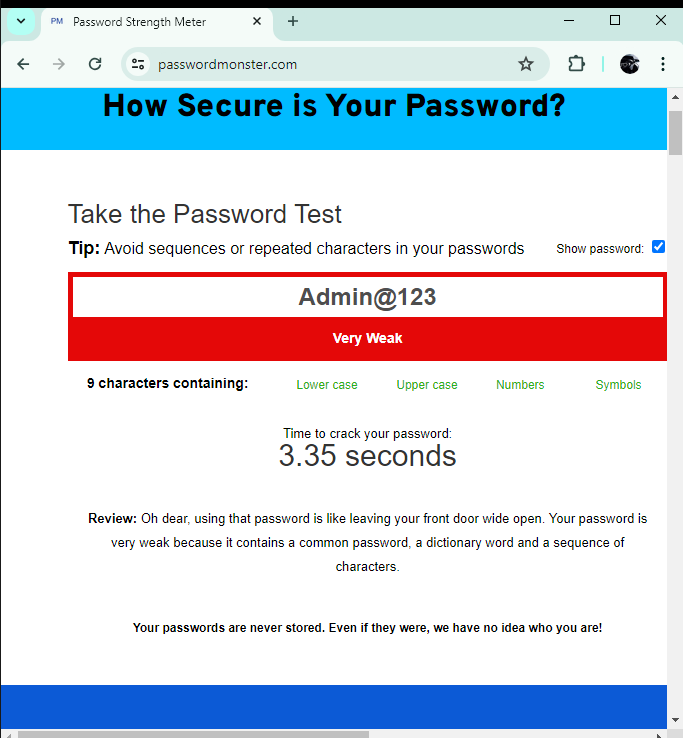 PM Password Strength Meter
passwordmonster.com
How Secure is Your Password?
Take the Password Test
Tip: Avoid sequences or repeated characters in your passwords Show password:
Admin@123
Very Weak
9 characters containing: Lower case Upper case Numbers Symbols
Time to crack your password:
3.35 seconds
Review: Oh dear, using that password is like leaving your front door wide open. Your password is
very weak because it contains a common password, a dictionary word and a sequence of
characters.
Your passwords are never stored. Even if they were, we have no idea who you are!